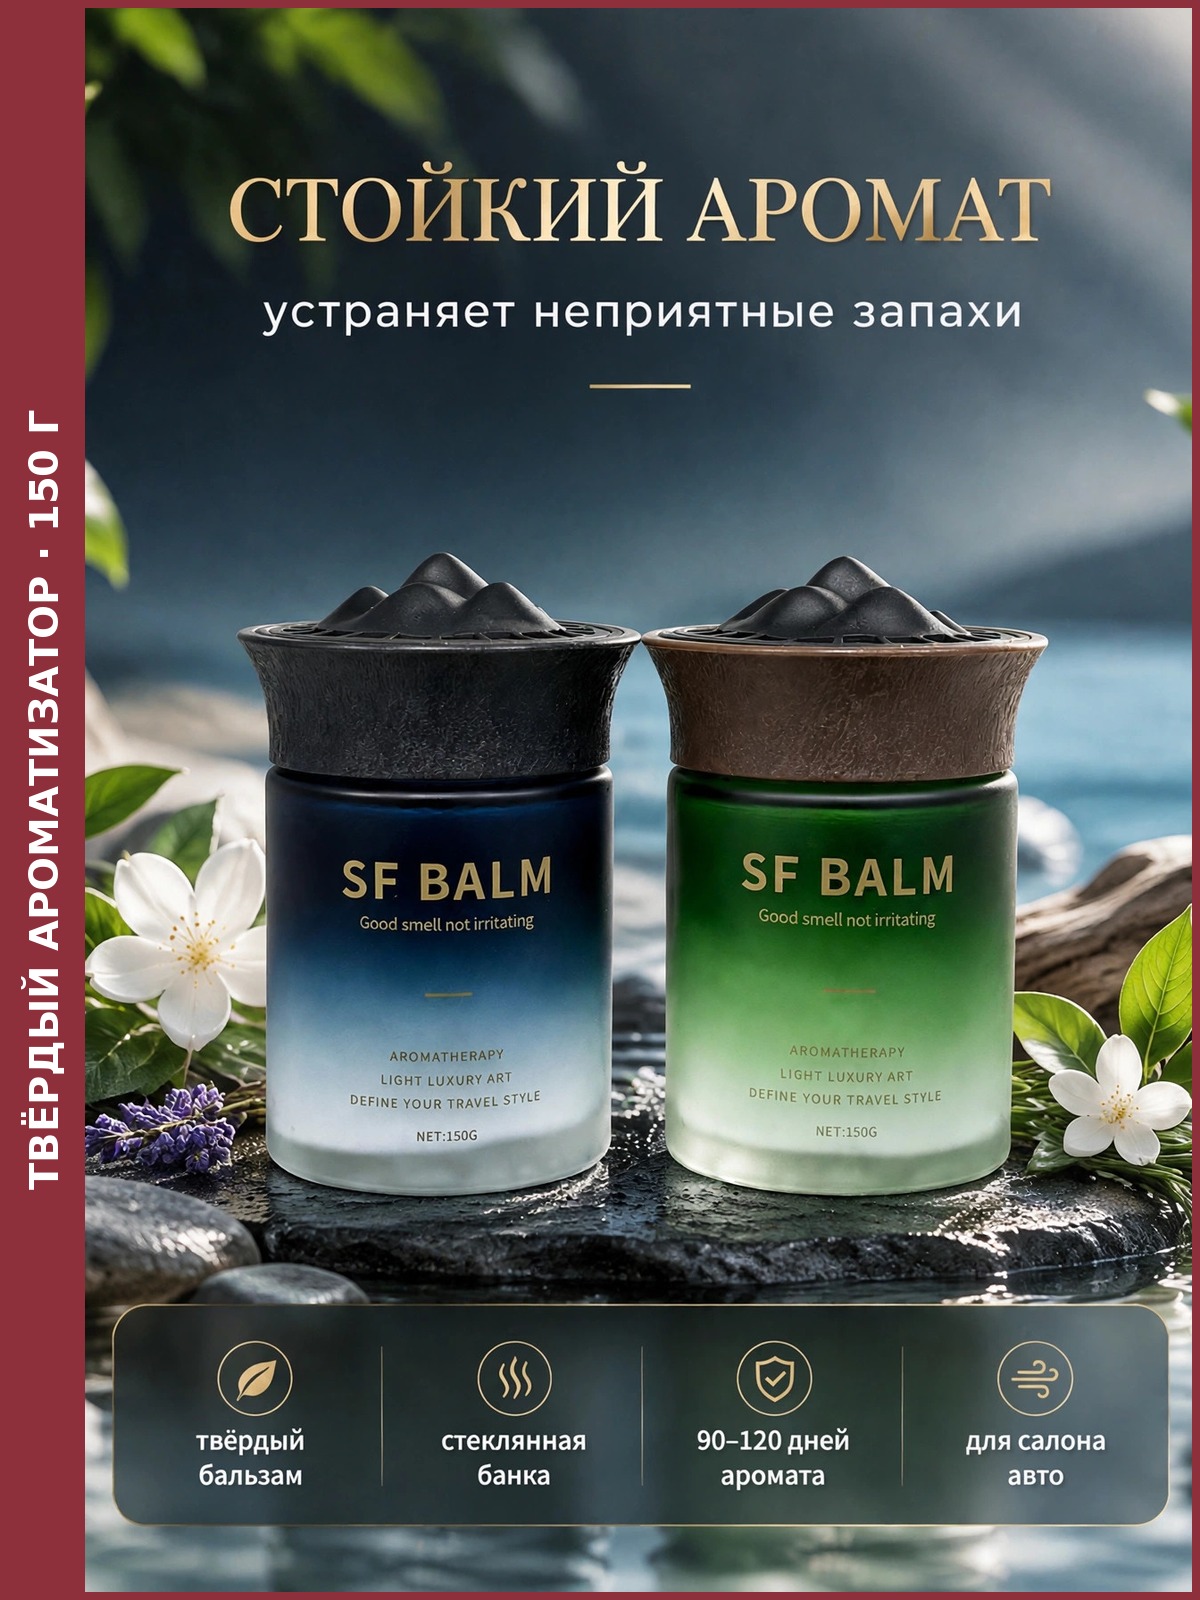 ТВЁРДЫЙ АРОМАТИЗАТОР · 150 Г
СТОЙКИЙ АРОМАТ
устраняет неприятные запахи
SF BALM
Good smell not irritating
AROMATHERAPY
LIGHT LUXURY ART
DEFINE YOUR TRAVEL STYLE
NET:150G
SF BALM
Good smell not irritating
AROMATHERAPY
LIGHT LUXURY ART
DEFINE YOUR TRAVEL STYLE
NET:150G
твёрдый
бальзам
стеклянная
банка
90–120 дней
аромата
для салона
авто